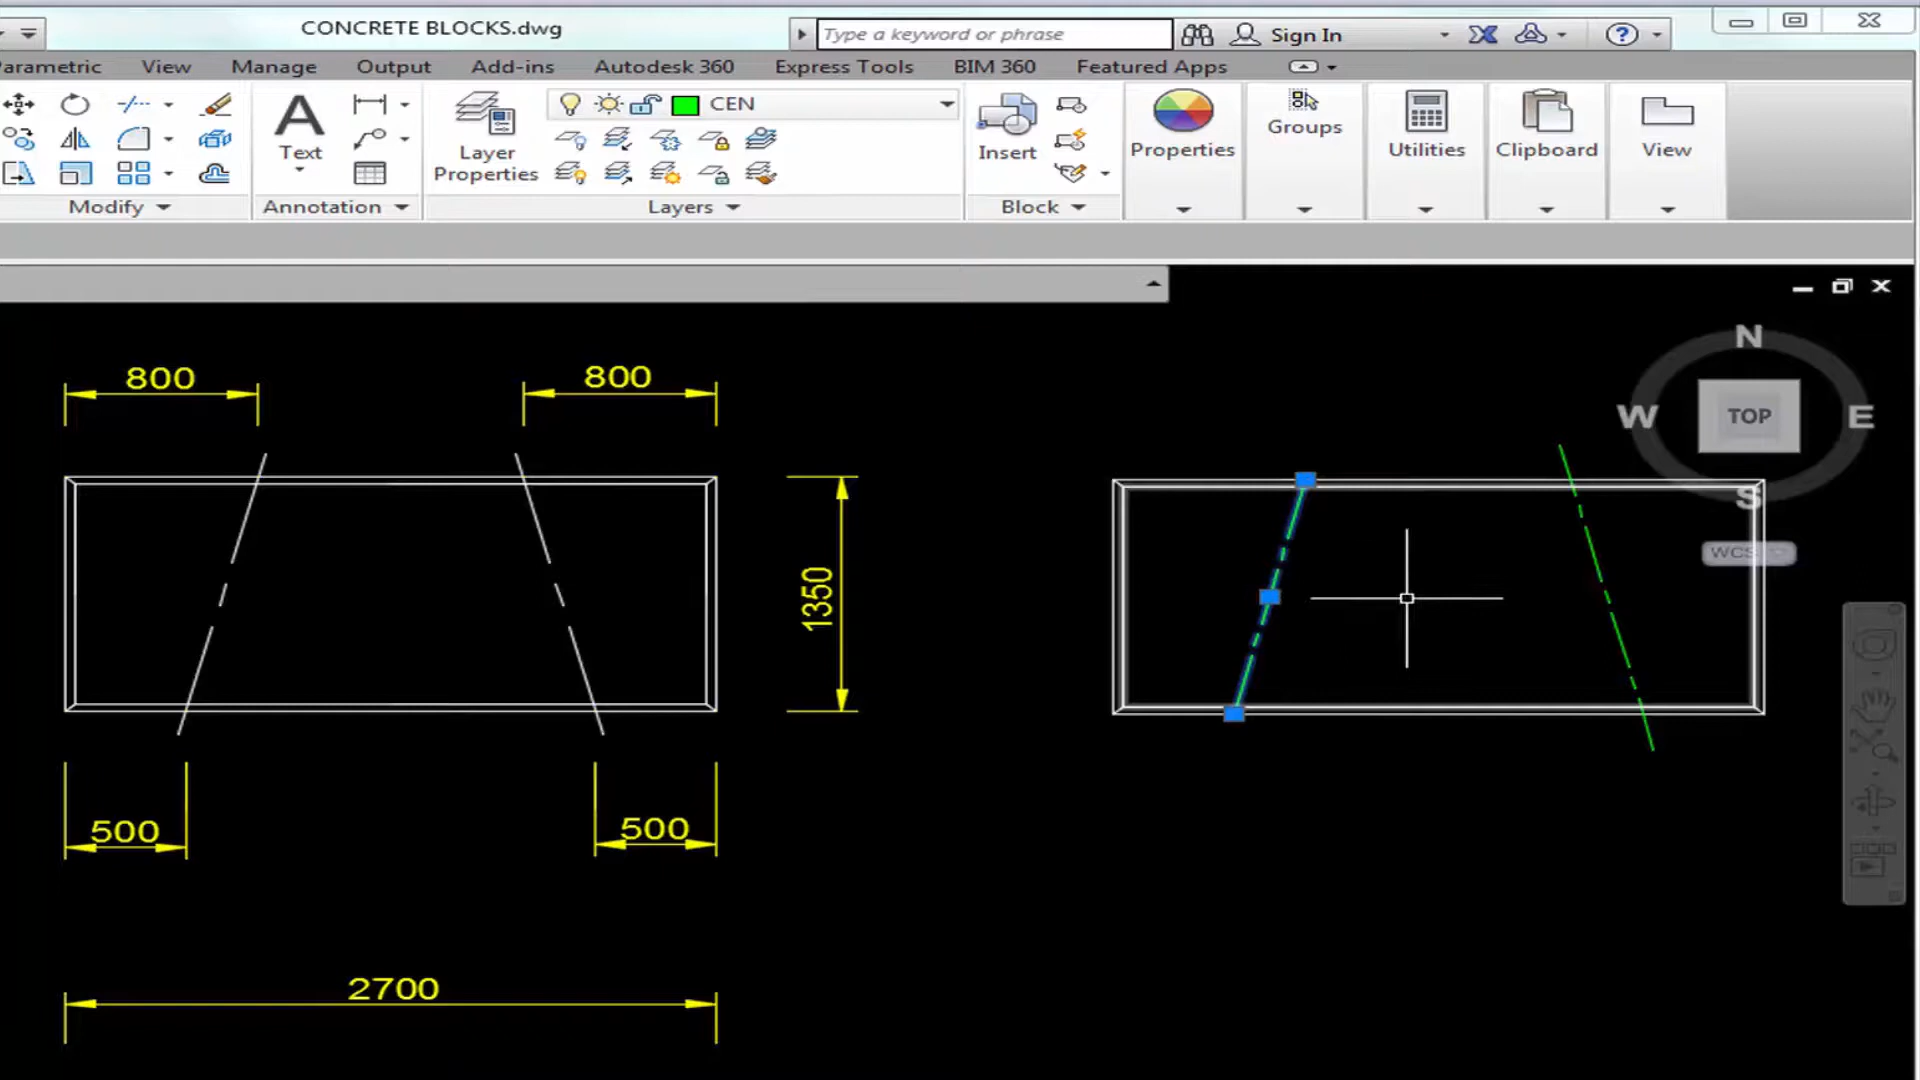 CONCRETE BLOCKS.dwg
Type a keyword or phrase
Sign In
?
Parametric View Manage Output Add-ins Autodesk 360 Express Tools BIM 360 Featured Apps
CEN
A
Text
Layer
Properties
Insert
Properties
Groups
Utilities
Clipboard
View
Modify
Annotation
Layers
Block
N
W
TOP
E
S
WCS
800
800
1350
500
500
2700